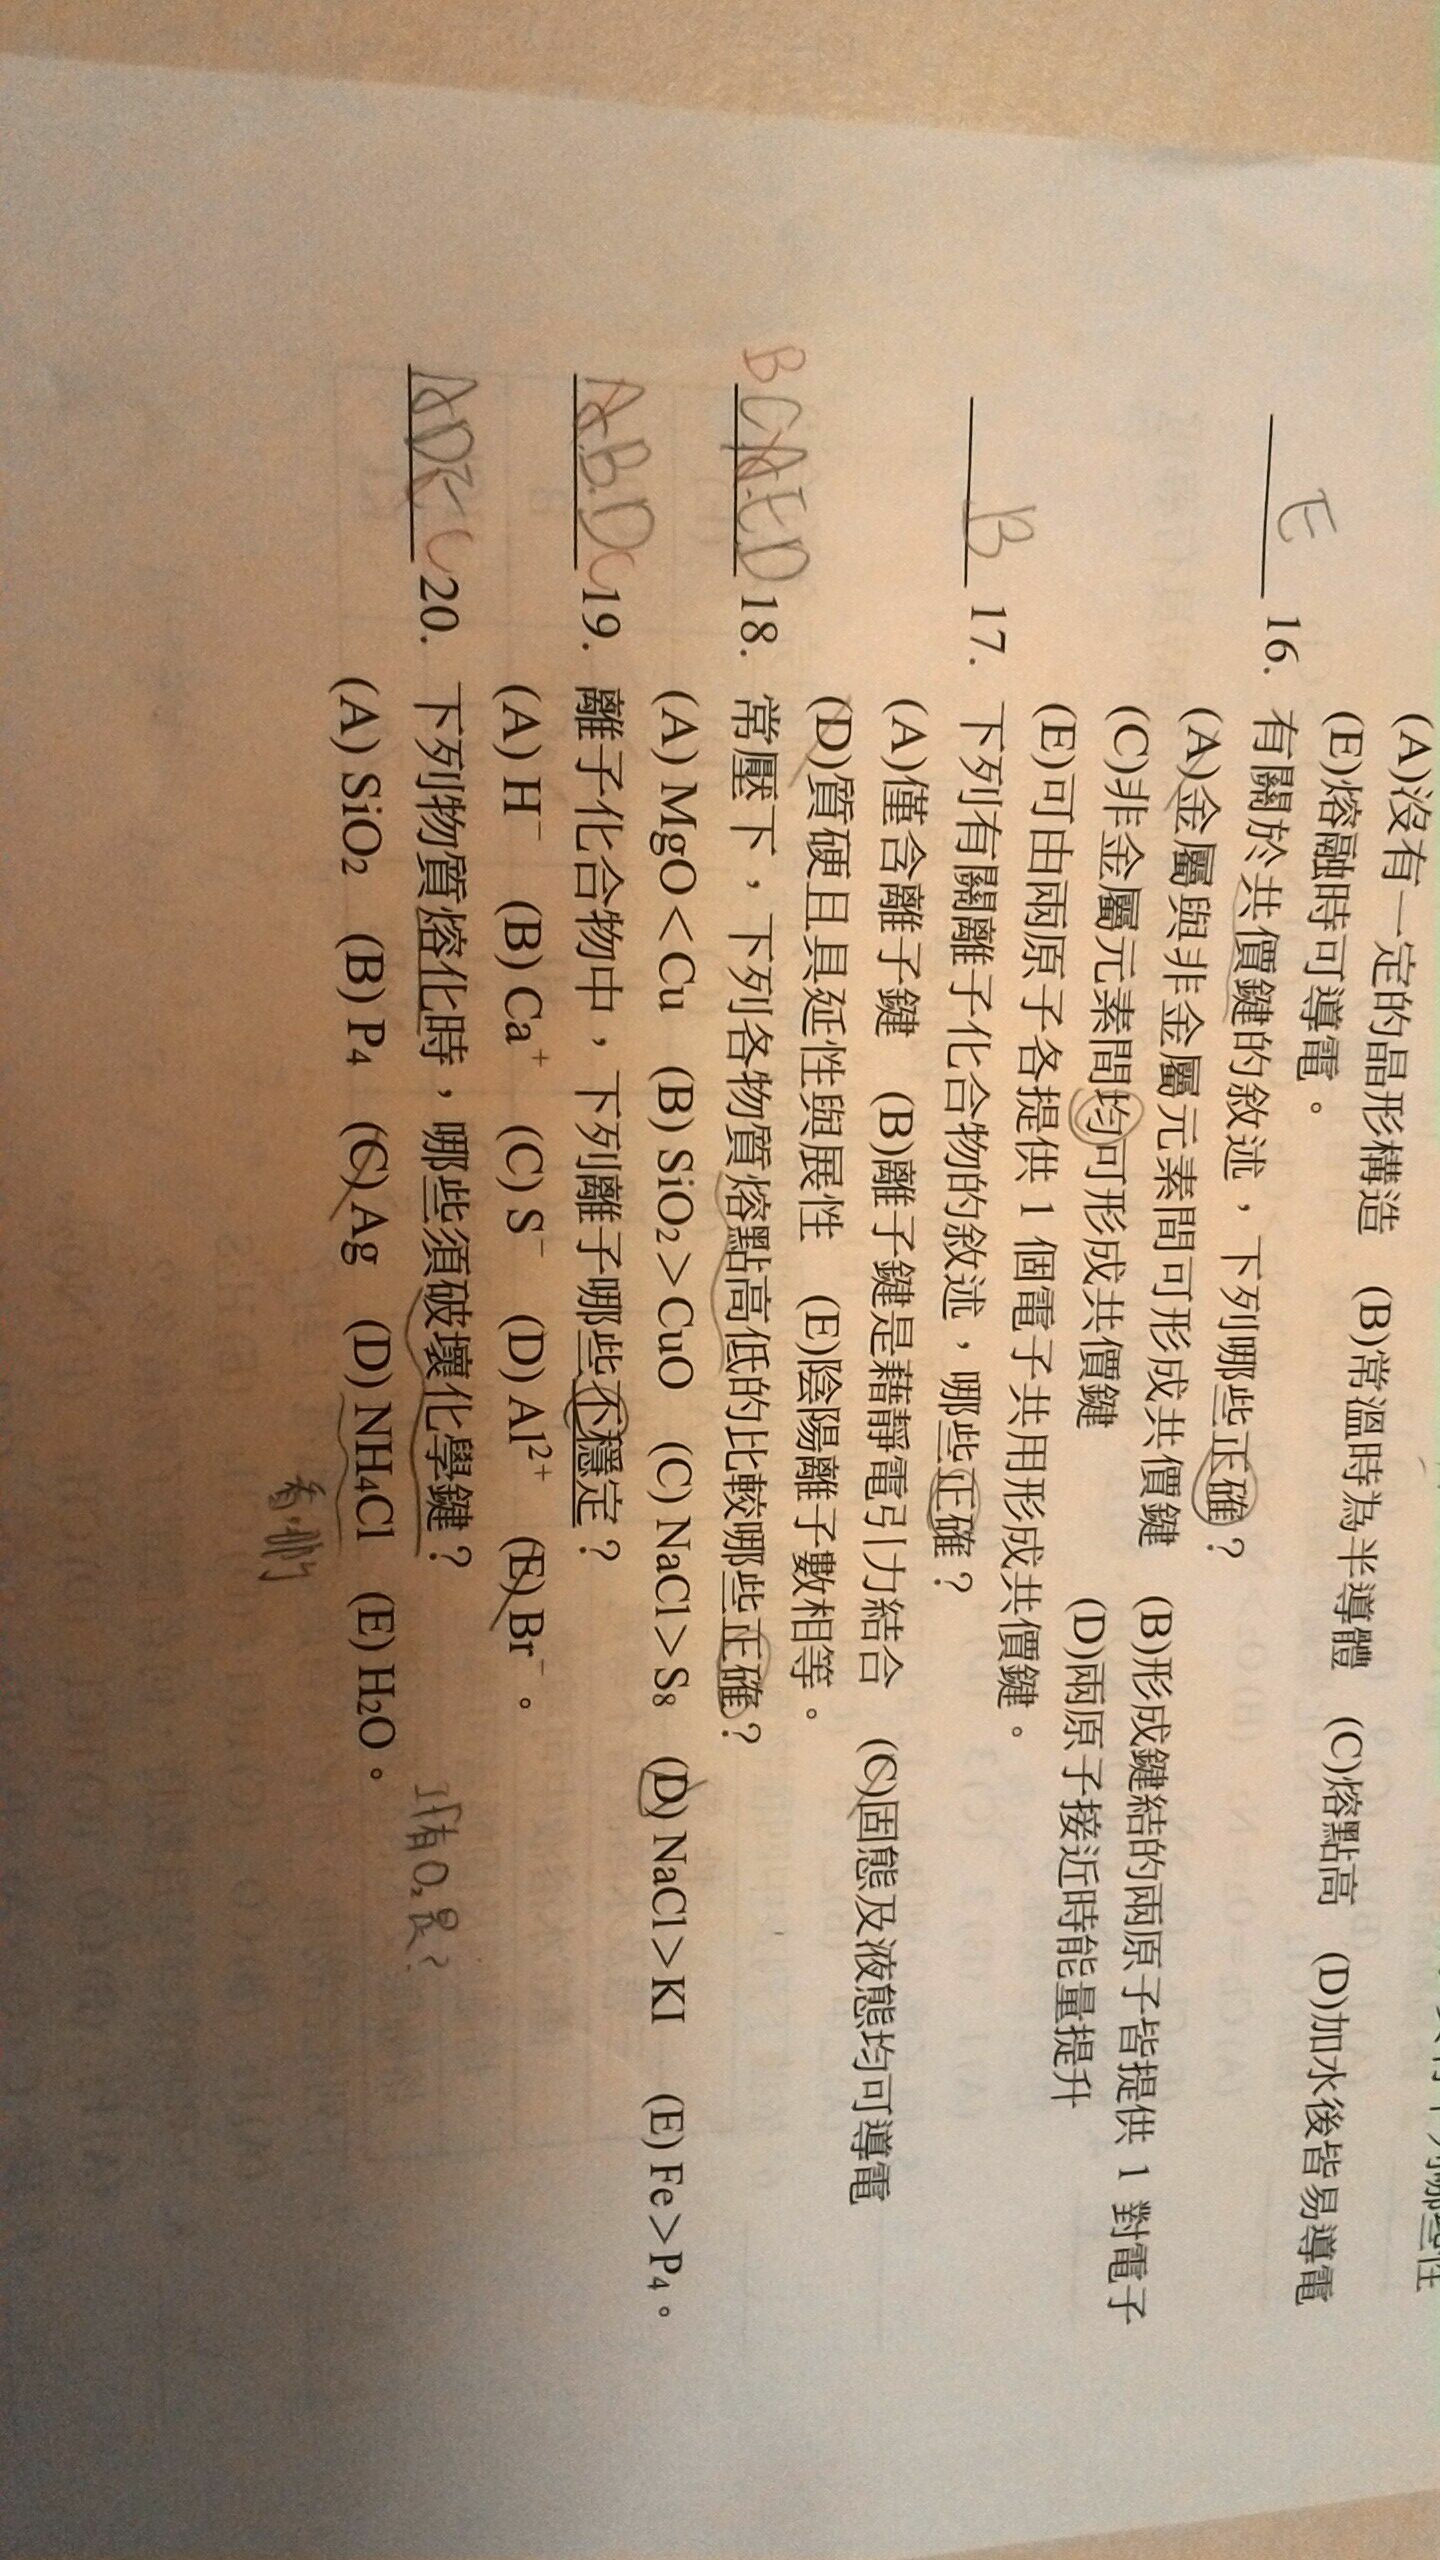 (A)沒有一定的晶形構造 (B)常溫時為半導體 (C)熔點高 (D)加水後皆易導電
(E)熔融時可導電。
E 16. 有關於共價鍵的敘述，下列哪些正確？
(A)金屬與非金屬元素間可形成共價鍵 (B)形成鍵結的兩原子皆提供 1 對電子
(C)非金屬元素間均可形成共價鍵 (D)兩原子接近時能量提升
(E)可由兩原子各提供 1 個電子共用形成共價鍵。
B 17. 下列有關離子化合物的敘述，哪些正確？
(A)僅含離子鍵 (B)離子鍵是藉靜電引力結合 (C)固態及液態均可導電
(D)質硬且具延性與展性 (E)陰陽離子數相等。
18. 常壓下，下列各物質熔點高低的比較哪些正確？
(A) MgO＜Cu (B) SiO₂＞CuO (C) NaCl＞S₈ (D) NaCl＞KI (E) Fe＞P₄。
A.B.D C 19. 離子化合物中，下列離子哪些不穩定？
(A) H⁻ (B) Ca⁺ (C) S⁻ (D) Al²⁺ (E) Br⁻。
20. 下列物質熔化時，哪些須破壞化學鍵？
(A) SiO₂ (B) P₄ (C) Ag (D) NH₄Cl (E) H₂O。